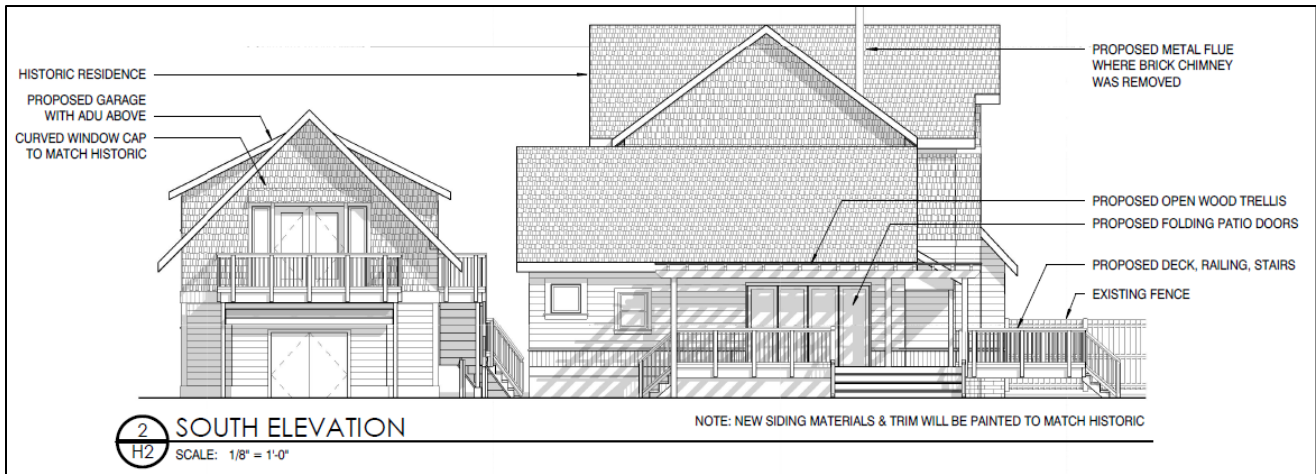 HISTORIC RESIDENCE
PROPOSED GARAGE
WITH ADU ABOVE
CURVED WINDOW CAP
TO MATCH HISTORIC
PROPOSED METAL FLUE
WHERE BRICK CHIMNEY
WAS REMOVED
PROPOSED OPEN WOOD TRELLIS
PROPOSED FOLDING PATIO DOORS
PROPOSED DECK, RAILING, STAIRS
EXISTING FENCE
2
H2
SOUTH ELEVATION
SCALE: 1/8" = 1'-0"
NOTE: NEW SIDING MATERIALS & TRIM WILL BE PAINTED TO MATCH HISTORIC